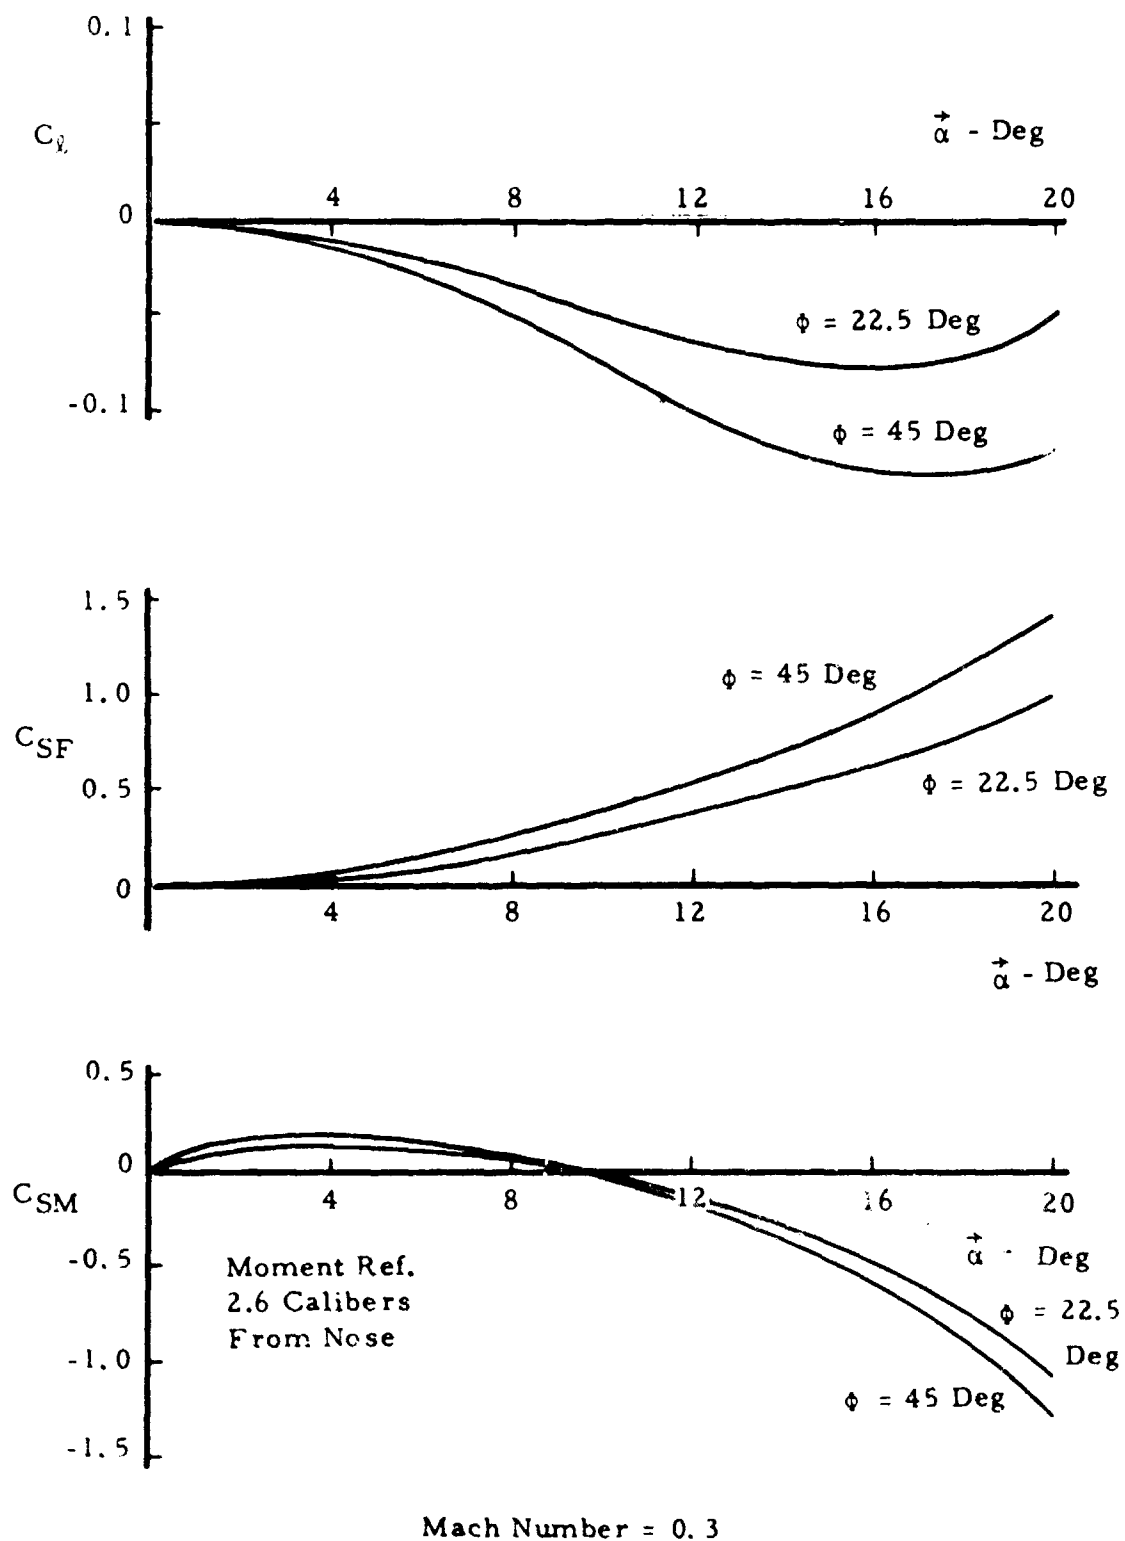 0.1
C_ℓ
α⃗ - Deg
0
4 8 12 16 20
Φ = 22.5 Deg
-0.1
Φ = 45 Deg
1.5
Φ = 45 Deg
1.0
C_SF
Φ = 22.5 Deg
0.5
0
4 8 12 16 20
α⃗ - Deg
0.5
0
C_SM
4 8 12 16 20
-0.5
α⃗ - Deg
Moment Ref.
2.6 Calibers
From Nose
Φ = 22.5
Deg
-1.0
Φ = 45 Deg
-1.5
Mach Number = 0.3